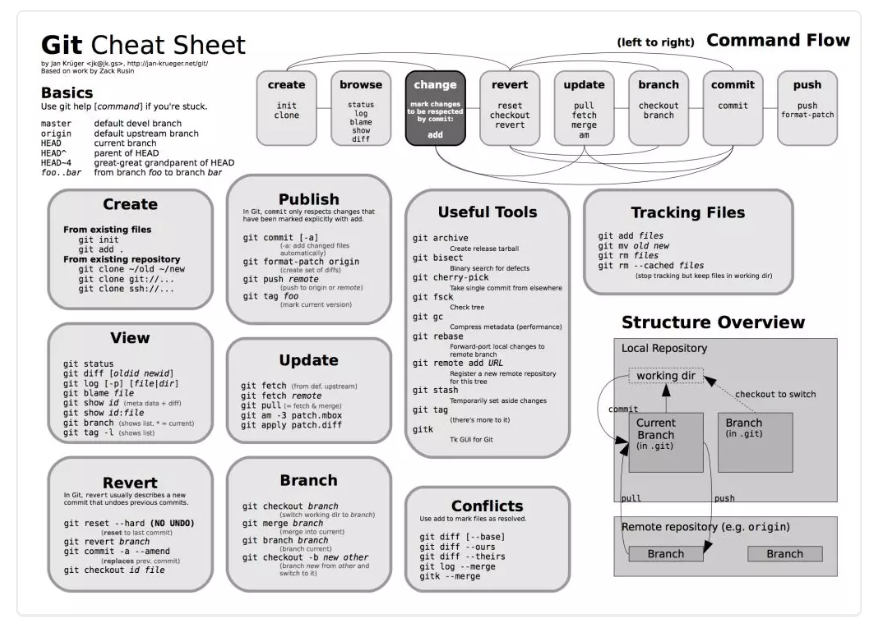 Git Cheat Sheet
by Jan Krüger <jk@jk.gs>, http://jan-krueger.net/git/
Based on work by Zack Rusin
Basics
Use git help [command] if you're stuck.
master default devel branch
origin default upstream branch
HEAD current branch
HEAD^ parent of HEAD
HEAD~4 great-great grandparent of HEAD
foo..bar from branch foo to branch bar
(left to right) Command Flow
create
init
clone
browse
status
log
blame
show
diff
change
mark changes
to be respected
by commit:
add
revert
reset
checkout
revert
update
pull
fetch
merge
am
branch
checkout
branch
commit
commit
push
push
format-patch
Create
From existing files
git init
git add .
From existing repository
git clone ~/old ~/new
git clone git://...
git clone ssh://...
View
git status
git diff [oldid newid]
git log [-p] [file|dir]
git blame file
git show id (meta data + diff)
git show id:file
git branch (shows list, * = current)
git tag -l (shows list)
Revert
In Git, revert usually describes a new
commit that undoes previous commits.
git reset --hard (NO UNDO)
(reset to last commit)
git revert branch
git commit -a --amend
(replaces prev. commit)
git checkout id file
Publish
In Git, commit only respects changes that
have been marked explicitly with add.
git commit [-a]
(-a: add changed files
automatically)
git format-patch origin
(create set of diffs)
git push remote
(push to origin or remote)
git tag foo
(mark current version)
Update
git fetch (from def. upstream)
git fetch remote
git pull (= fetch & merge)
git am -3 patch.mbox
git apply patch.diff
Branch
git checkout branch
(switch working dir to branch)
git merge branch
(merge into current)
git branch branch
(branch current)
git checkout -b new other
(branch new from other and
switch to it)
Useful Tools
git archive
Create release tarball
git bisect
Binary search for defects
git cherry-pick
Take single commit from elsewhere
git fsck
Check tree
git gc
Compress metadata (performance)
git rebase
Forward-port local changes to
remote branch
git remote add URL
Register a new remote repository
for this tree
git stash
Temporarily set aside changes
git tag
(there's more to it)
gitk
Tk GUI for Git
Conflicts
Use add to mark files as resolved.
git diff [--base]
git diff --ours
git diff --theirs
git log --merge
gitk --merge
Tracking Files
git add files
git mv old new
git rm files
git rm --cached files
(stop tracking but keep files in working dir)
Structure Overview
Local Repository
working dir
checkout to switch
commit
Current
Branch
(in .git)
Branch
(in .git)
pull
push
Remote repository (e.g. origin)
Branch
Branch